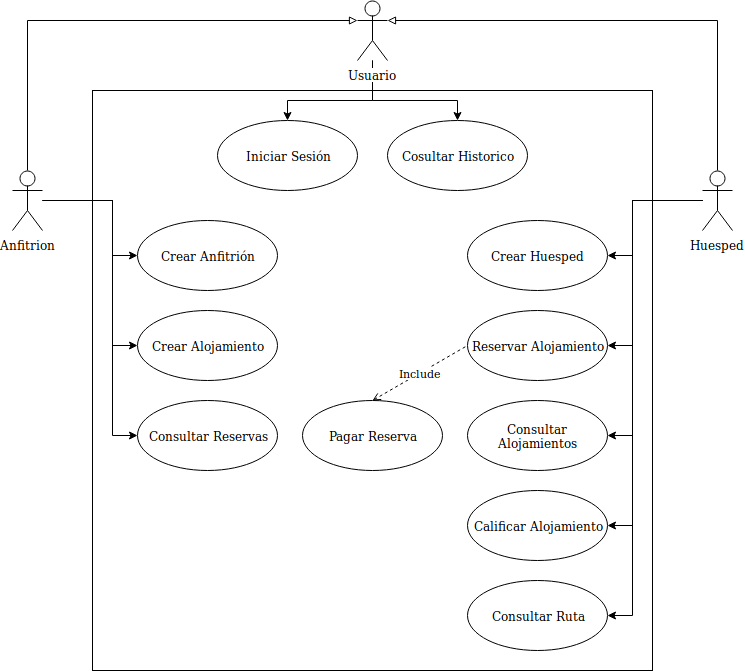 Usuario
Iniciar Sesión
Cosultar Historico
Anfitrion
Huesped
Crear Anfitrión
Crear Huesped
Crear Alojamiento
Reservar Alojamiento
Include
Consultar Reservas
Pagar Reserva
Consultar
Alojamientos
Calificar Alojamiento
Consultar Ruta